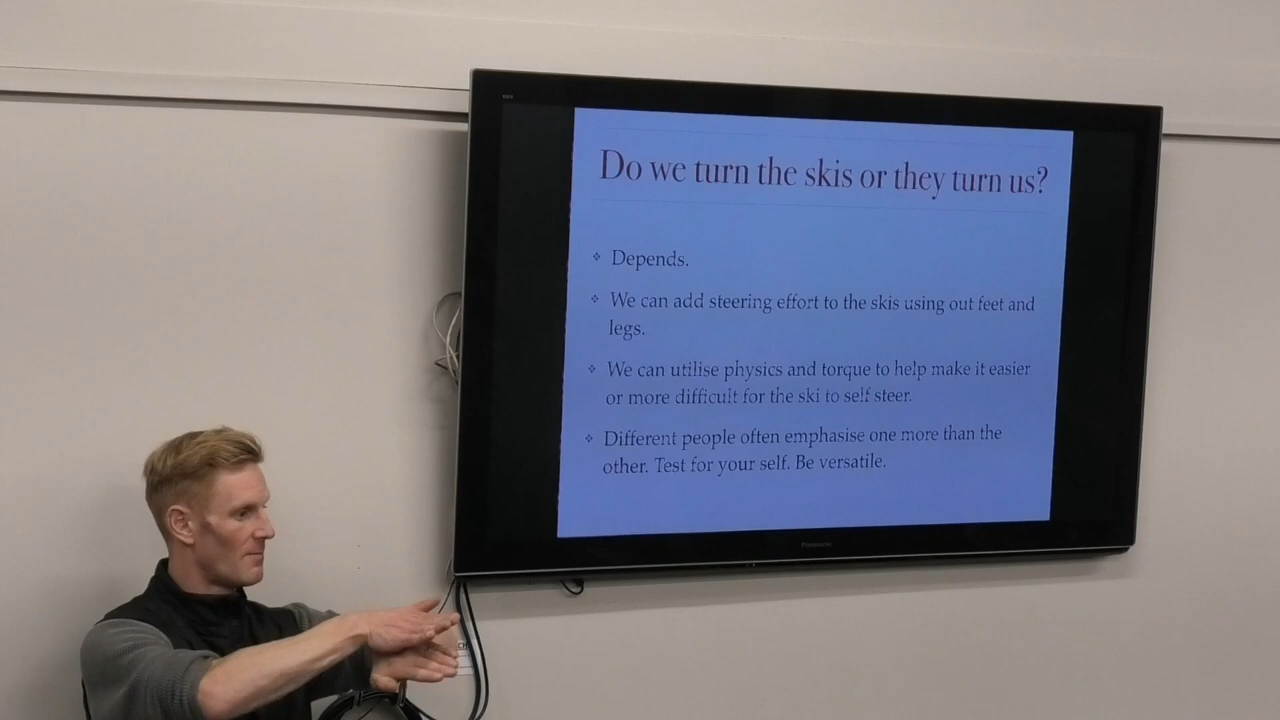 Do we turn the skis or they turn us?
Depends.
We can add steering effort to the skis using out feet and
legs.
We can utilise physics and torque to help make it easier
or more difficult for the ski to self steer.
Different people often emphasise one more than the
other. Test for your self. Be versatile.
Panasonic